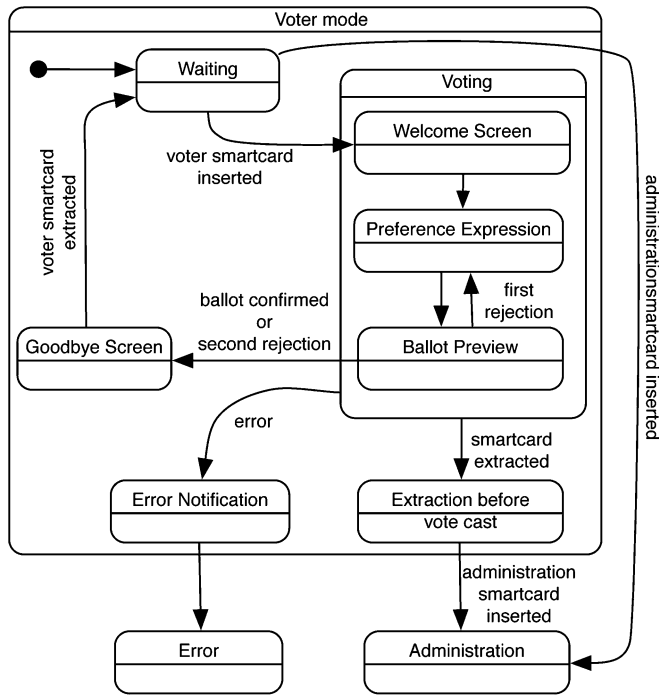 Voter mode
Waiting
Voting
Welcome Screen
voter smartcard
inserted
voter smartcard
extracted
administrationsmartcard inserted
Preference Expression
first
rejection
ballot confirmed
or
second rejection
Goodbye Screen
Ballot Preview
error
smartcard
extracted
Error Notification
Extraction before
vote cast
administration
smartcard
inserted
Error
Administration